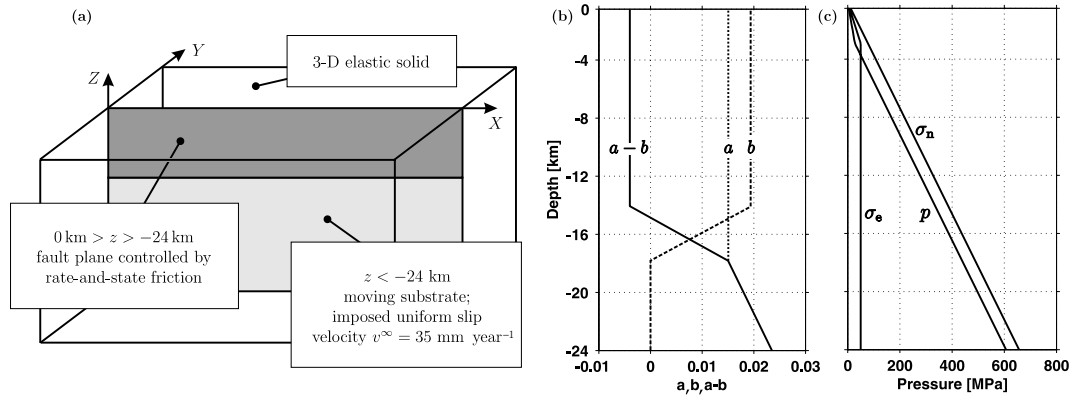 (a)
Y
Z
3-D elastic solid
X
0 km > z > −24 km
fault plane controlled by
rate-and-state friction
z < −24 km
moving substrate;
imposed uniform slip
velocity v∞ = 35 mm year−1
(b)
0
-4
-8
-12
-16
-20
-24
Depth [km]
a − b
a
b
-0.01
0
0.01
0.02
0.03
a,b,a-b
(c)
σn
σe
p
0
200
400
600
800
Pressure [MPa]